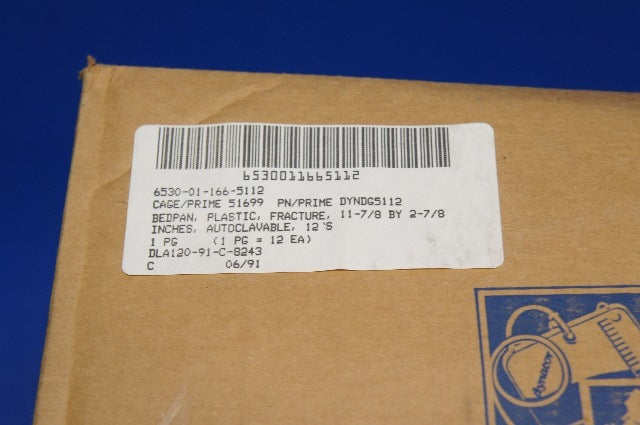 6530011665112
6530-01-166-5112
CAGE/PRIME 51699 PN/PRIME DYNDG5112
BEDPAN, PLASTIC, FRACTURE, 11-7/8 BY 2-7/8
INCHES, AUTOCLAVABLE, 12'S
1 PG (1 PG = 12 EA)
DLA120-91-C-8243
C 06/91
dynacor